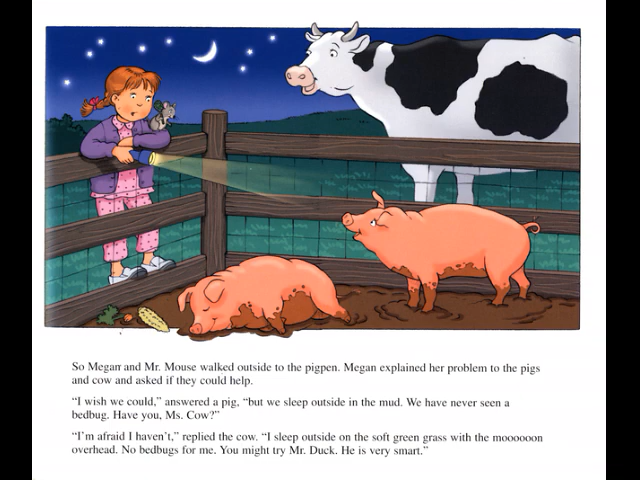 So Megan and Mr. Mouse walked outside to the pigpen. Megan explained her problem to the pigs
and cow and asked if they could help.
“I wish we could,” answered a pig, “but we sleep outside in the mud. We have never seen a
bedbug. Have you, Ms. Cow?”
“I’m afraid I haven’t,” replied the cow. “I sleep outside on the soft green grass with the moooooon
overhead. No bedbugs for me. You might try Mr. Duck. He is very smart.”